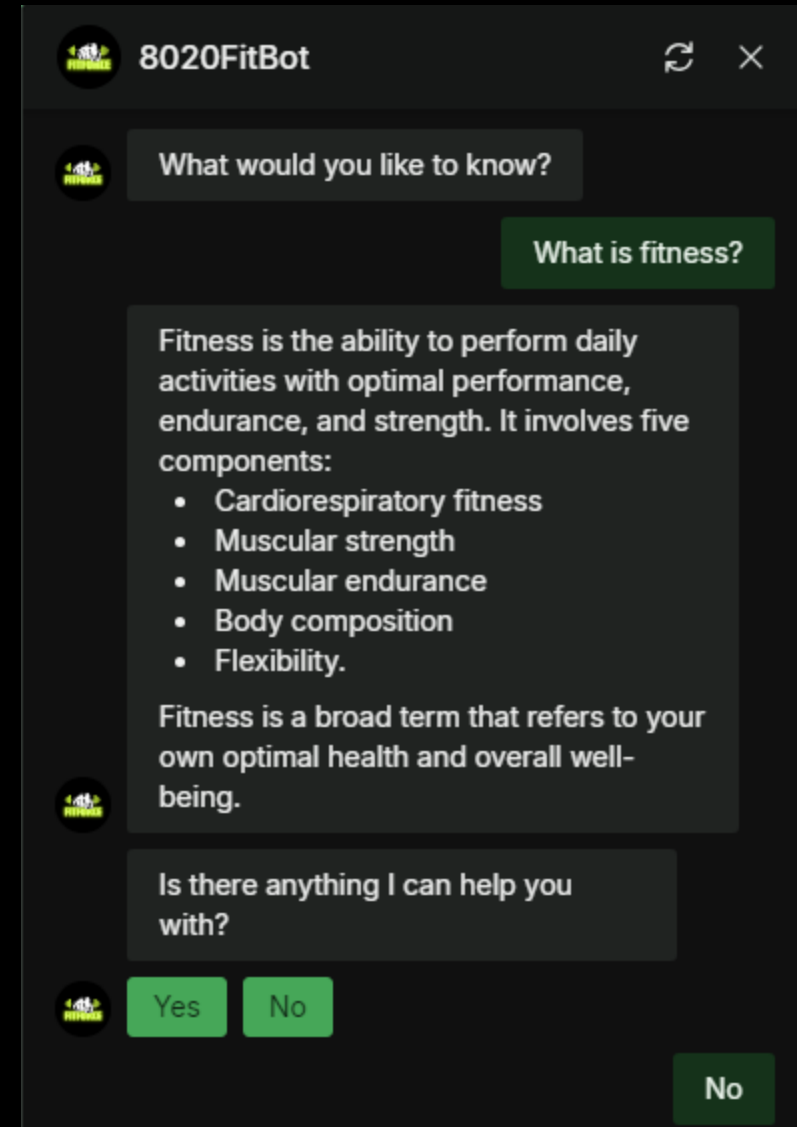 8020FitBot
What would you like to know?
What is fitness?
Fitness is the ability to perform daily
activities with optimal performance,
endurance, and strength. It involves five
components:
• Cardiorespiratory fitness
• Muscular strength
• Muscular endurance
• Body composition
• Flexibility.
Fitness is a broad term that refers to your
own optimal health and overall well-
being.
Is there anything I can help you
with?
Yes No
No